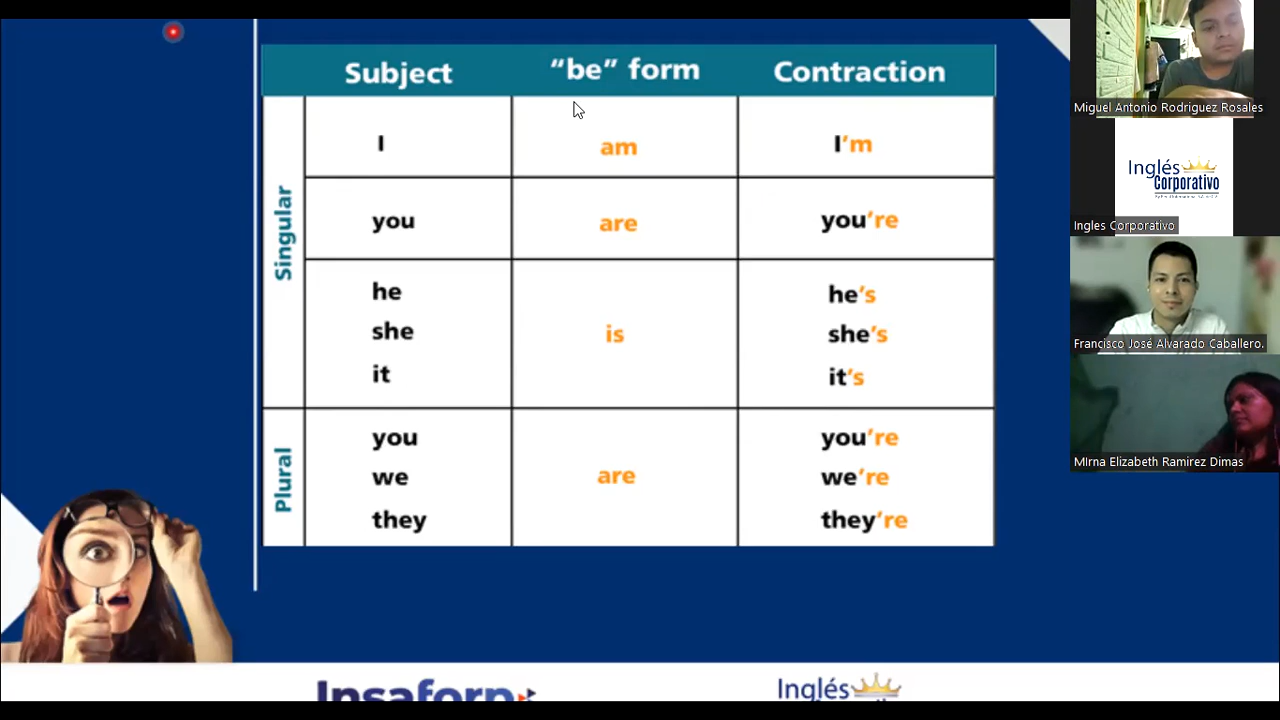 Subject "be" form Contraction
Singular
I am I'm
you are you're
he he's
she is she's
it it's
Plural
you you're
we are we're
they they're
Insaforp
Inglés
Miguel Antonio Rodriguez Rosales
Inglés
Corporativo
Ingles Corporativo
Francisco José Alvarado Caballero.
MIrna Elizabeth Ramirez Dimas